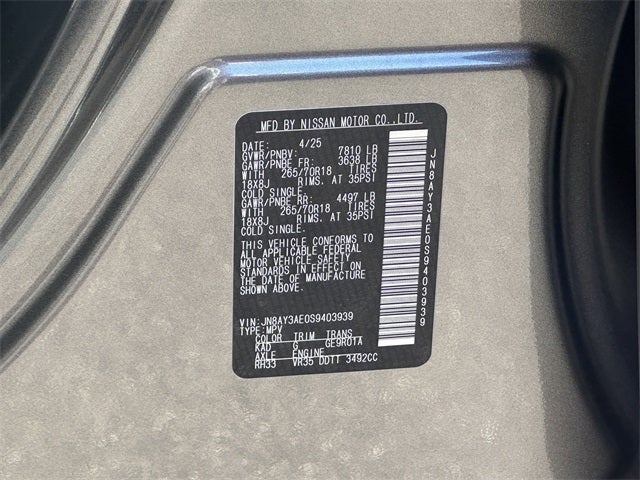 MFD BY NISSAN MOTOR CO.,LTD.
DATE: 4/25
GVWR/PNBV: 7810 LB
GAWR/PNBE FR: 3638 LB
WITH 265/70R18 TIRES
18X8J RIMS. AT 35PSI
COLD SINGLE.
GAWR/PNBE RR: 4497 LB
WITH 265/70R18 TIRES
18X8J RIMS. AT 35PSI
COLD SINGLE.
THIS VEHICLE CONFORMS TO
ALL APPLICABLE FEDERAL
MOTOR VEHICLE SAFETY
STANDARDS IN EFFECT ON
THE DATE OF MANUFACTURE
SHOWN ABOVE.
VIN: JN8AY3AE0S9403939
TYPE:MPV
COLOR TRIM TRANS
KAD G GE9R01A
AXLE ENGINE
RH33 VR35 DDTT 3492CC
JN8AY3AE0S9403939